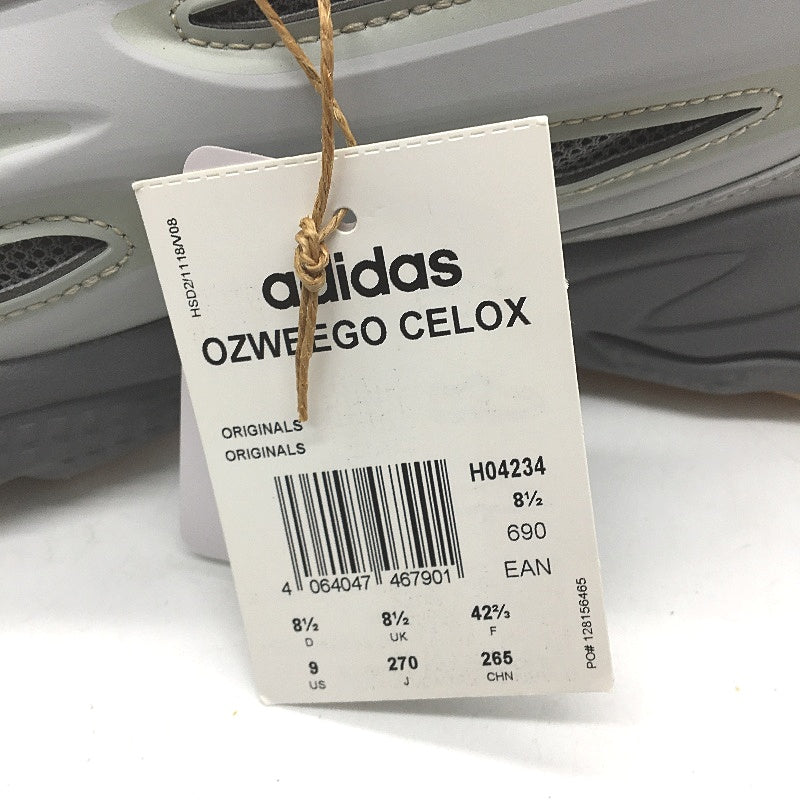 HSD2/1118/V08
adidas
OZWEEGO CELOX
ORIGINALS
ORIGINALS
H04234
8½
690
EAN
4 064047 467901
8½ 8½ 42⅔
D UK F
9 270 265
US J CHN
PO# 128156465